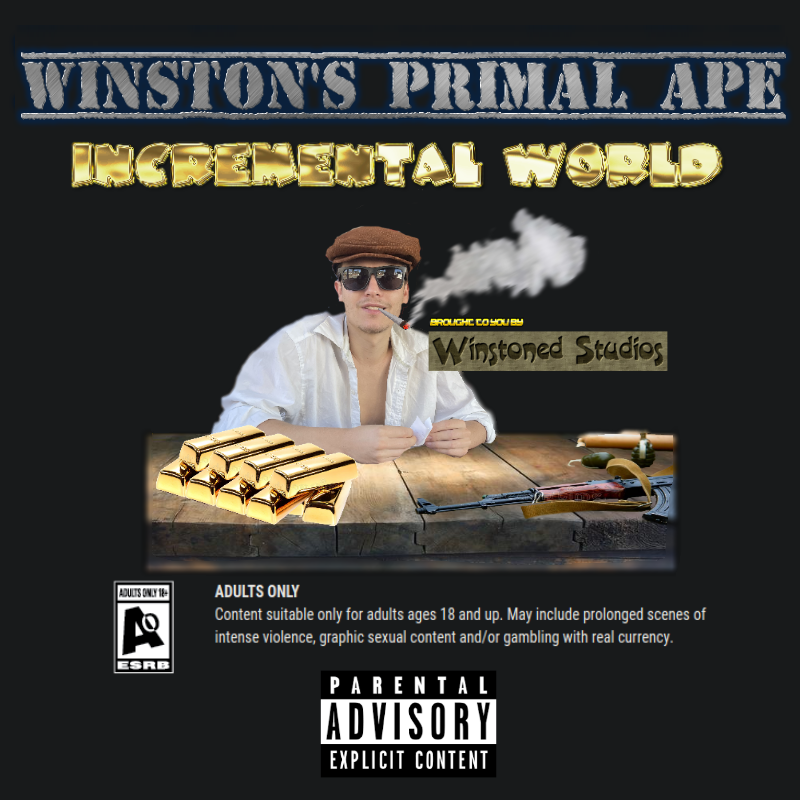 WINSTON'S PRIMAL APE
INCREMENTAL WORLD
BROUGHT TO YOU BY
Winstoned Studios
ADULTS ONLY 18+
AO
ESRB
ADULTS ONLY
Content suitable only for adults ages 18 and up. May include prolonged scenes of
intense violence, graphic sexual content and/or gambling with real currency.
PARENTAL
ADVISORY
EXPLICIT CONTENT